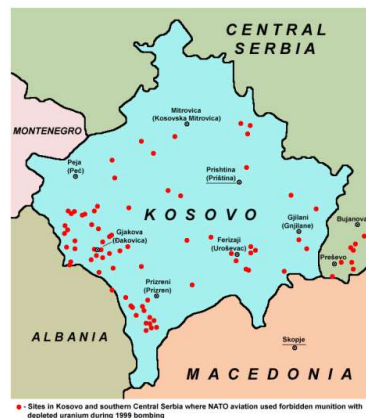 CENTRAL
SERBIA
MONTENEGRO
Mitrovica
(Kosovska Mitrovica)
Peja
(Peć)
Prishtina
(Priština)
KOSOVO
Gjakova
(Đakovica)
Gjilani
(Gnjilane)
Bujanovac
Ferizaji
(Uroševac)
Preševo
Prizreni
(Prizren)
ALBANIA
Skopje
MACEDONIA
- Sites in Kosovo and southern Central Serbia where NATO aviation used forbidden munition with
depleted uranium during 1999 bombing